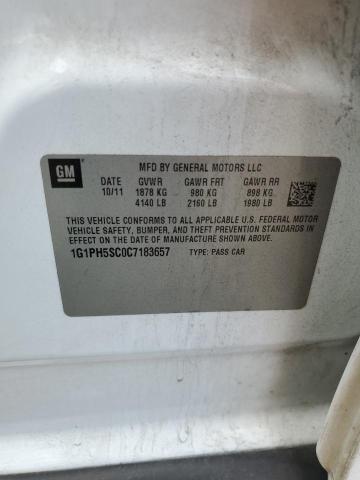 GM
MFD BY GENERAL MOTORS LLC
DATE GVWR GAWR FRT GAWR RR
10/11 1878 KG 980 KG 898 KG
4140 LB 2160 LB 1980 LB
THIS VEHICLE CONFORMS TO ALL APPLICABLE U.S. FEDERAL MOTOR
VEHICLE SAFETY, BUMPER, AND THEFT PREVENTION STANDARDS
IN EFFECT ON THE DATE OF MANUFACTURE SHOWN ABOVE.
1G1PH5SC0C7183657 TYPE: PASS CAR